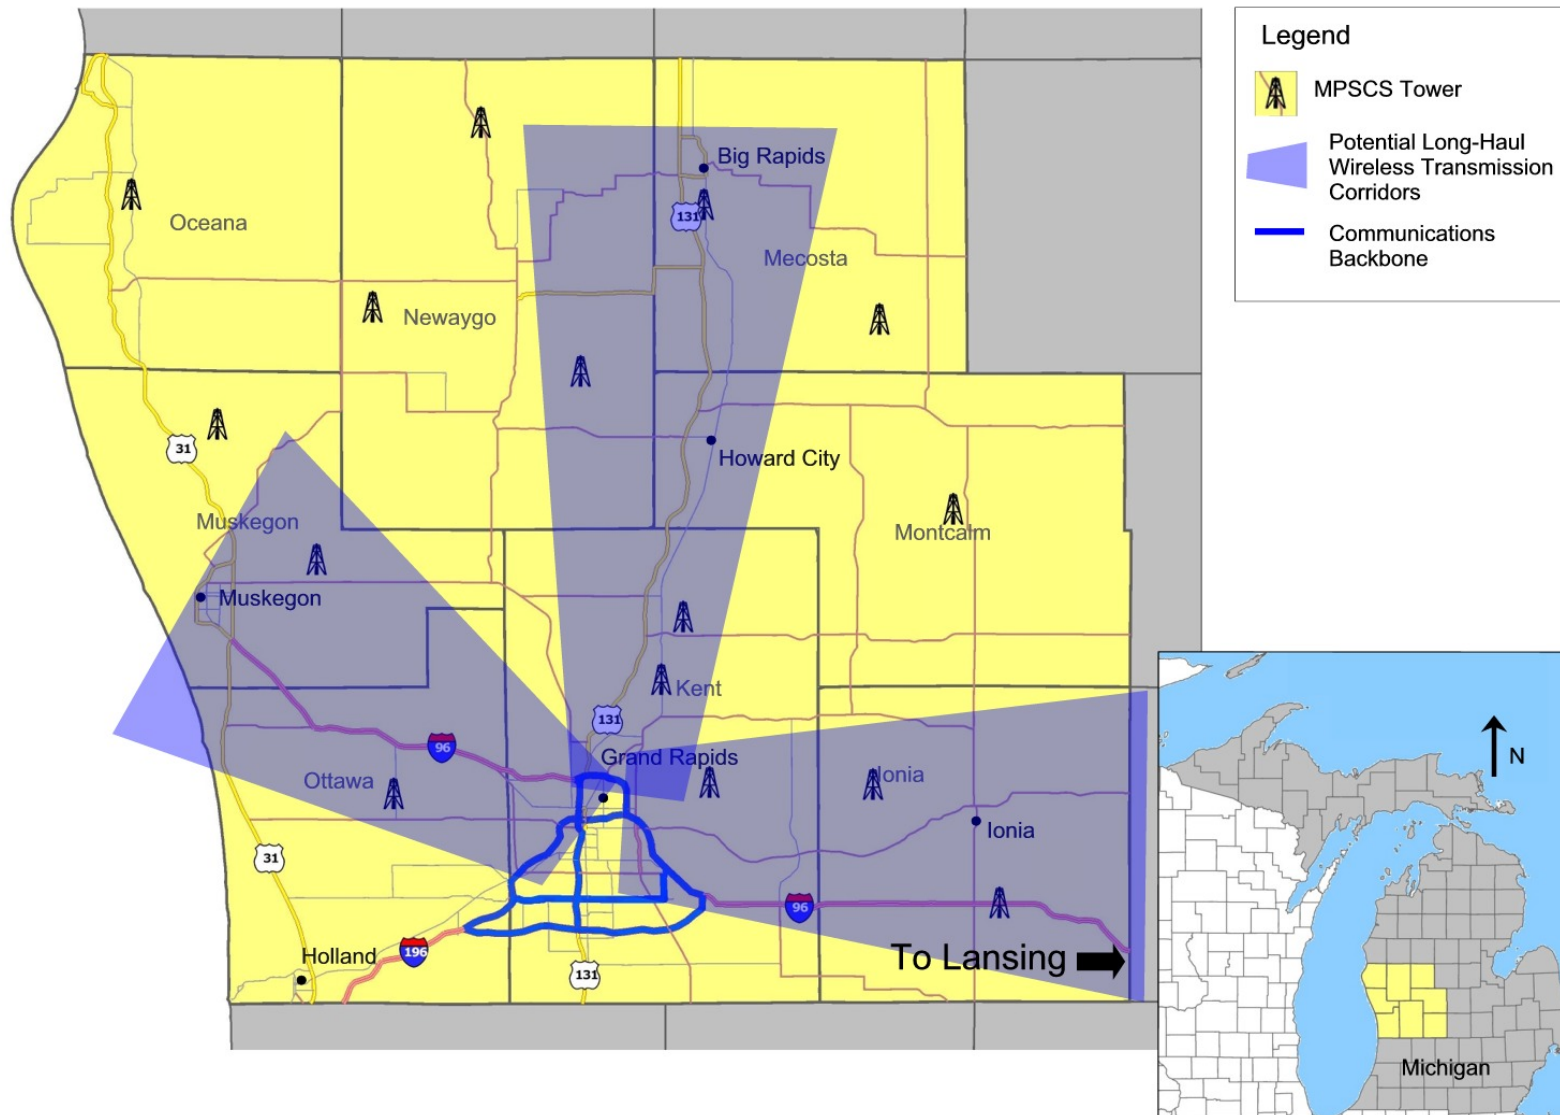 Legend
MPSCS Tower
Potential Long-Haul
Wireless Transmission
Corridors
Communications
Backbone
Big Rapids
131
Oceana
Mecosta
Newaygo
31
Howard City
Muskegon
Montcalm
Muskegon
Kent
131
96
Grand Rapids
Ottawa
Ionia
Ionia
31
96
Holland
196
131
To Lansing
N
Michigan